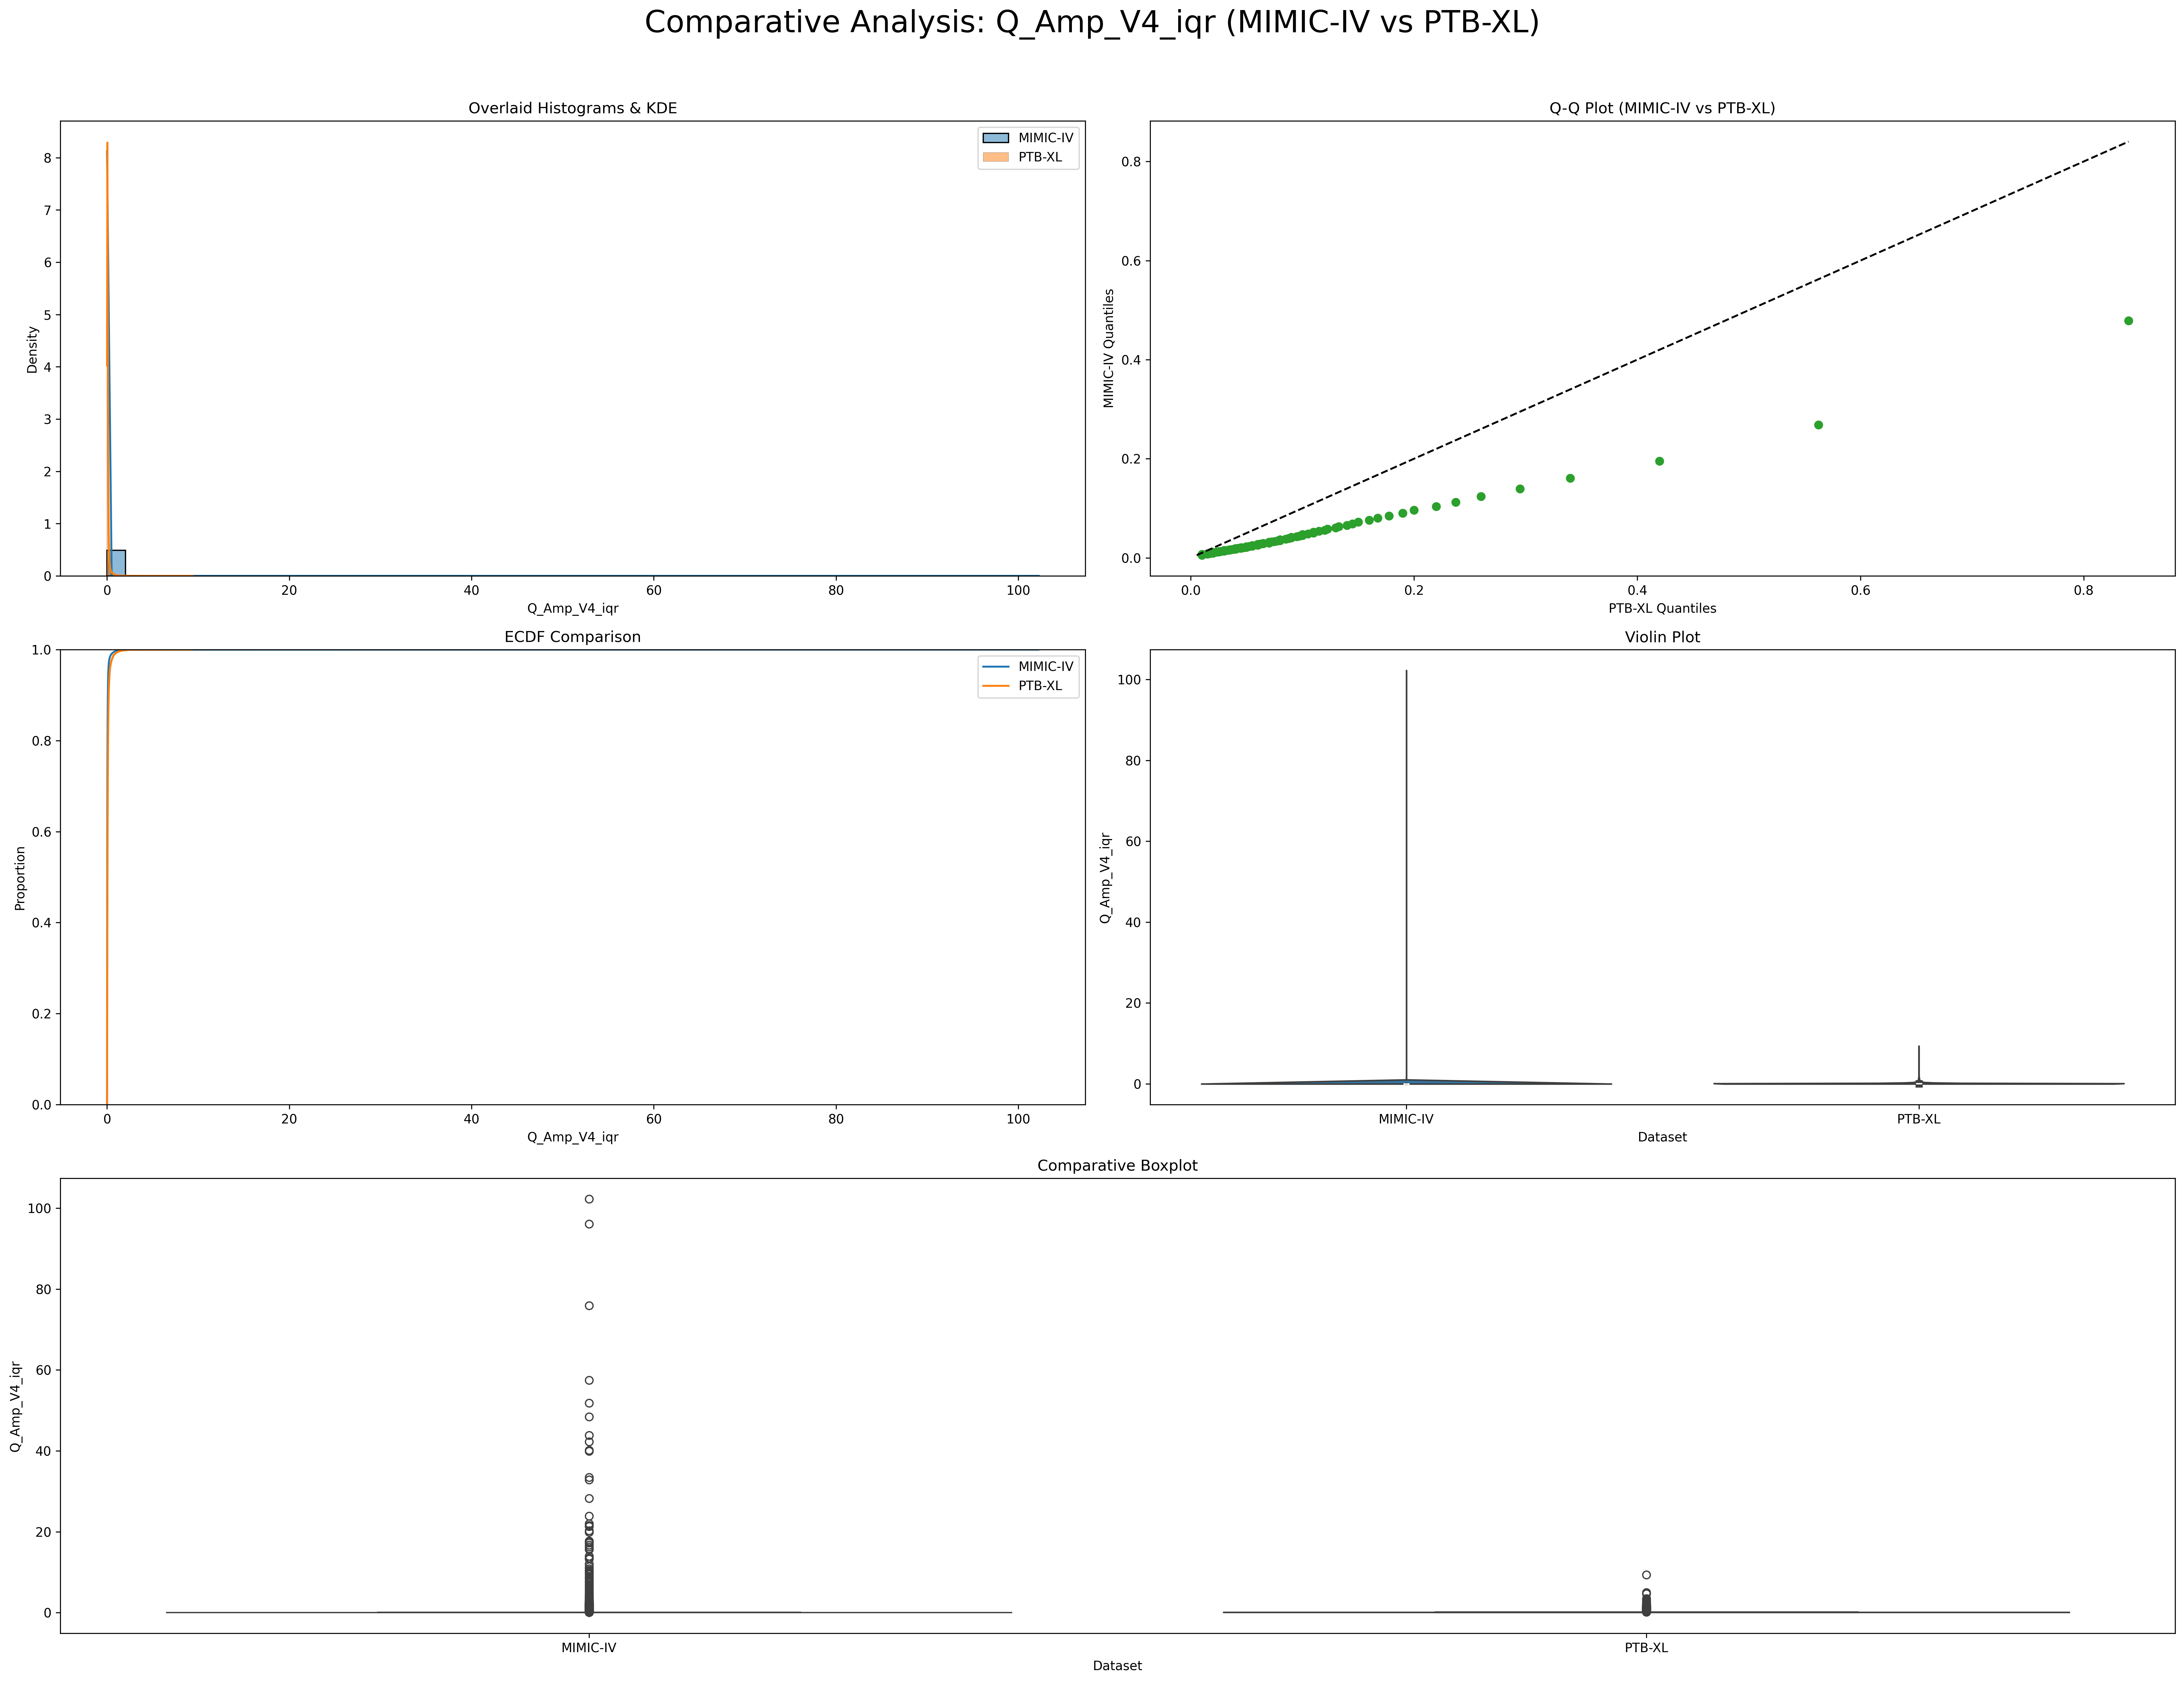 Comparative Analysis: Q_Amp_V4_iqr (MIMIC-IV vs PTB-XL)
Overlaid Histograms & KDE
MIMIC-IV
PTB-XL
8
7
6
5
4
3
2
1
0
Density
0 20 40 60 80 100
Q_Amp_V4_iqr
Q-Q Plot (MIMIC-IV vs PTB-XL)
0.8
0.6
0.4
0.2
0.0
MIMIC-IV Quantiles
0.0 0.2 0.4 0.6 0.8
PTB-XL Quantiles
ECDF Comparison
MIMIC-IV
PTB-XL
1.0
0.8
0.6
0.4
0.2
0.0
Proportion
0 20 40 60 80 100
Q_Amp_V4_iqr
Violin Plot
100
80
60
40
20
0
Q_Amp_V4_iqr
MIMIC-IV PTB-XL
Dataset
Comparative Boxplot
100
80
60
40
20
0
Q_Amp_V4_iqr
MIMIC-IV PTB-XL
Dataset